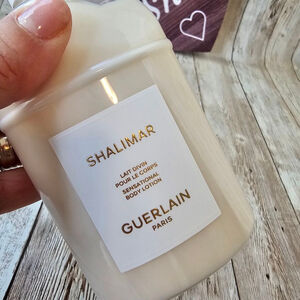 SHALIMAR
LAIT DIVIN
POUR LE CORPS
SENSATIONAL
BODY LOTION
GUERLAIN
PARIS